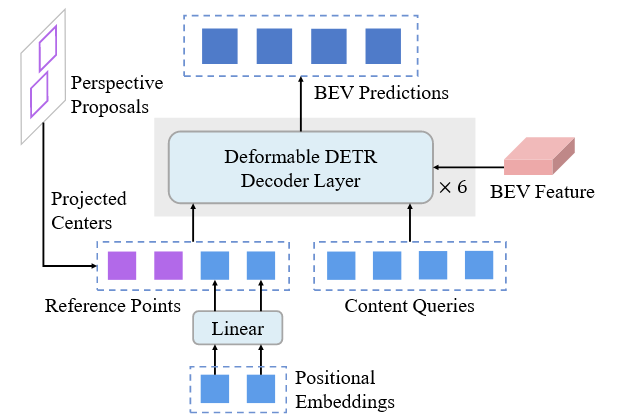 Perspective
Proposals
BEV Predictions
Deformable DETR
Decoder Layer
× 6
BEV Feature
Projected
Centers
Reference Points
Content Queries
Linear
Positional
Embeddings